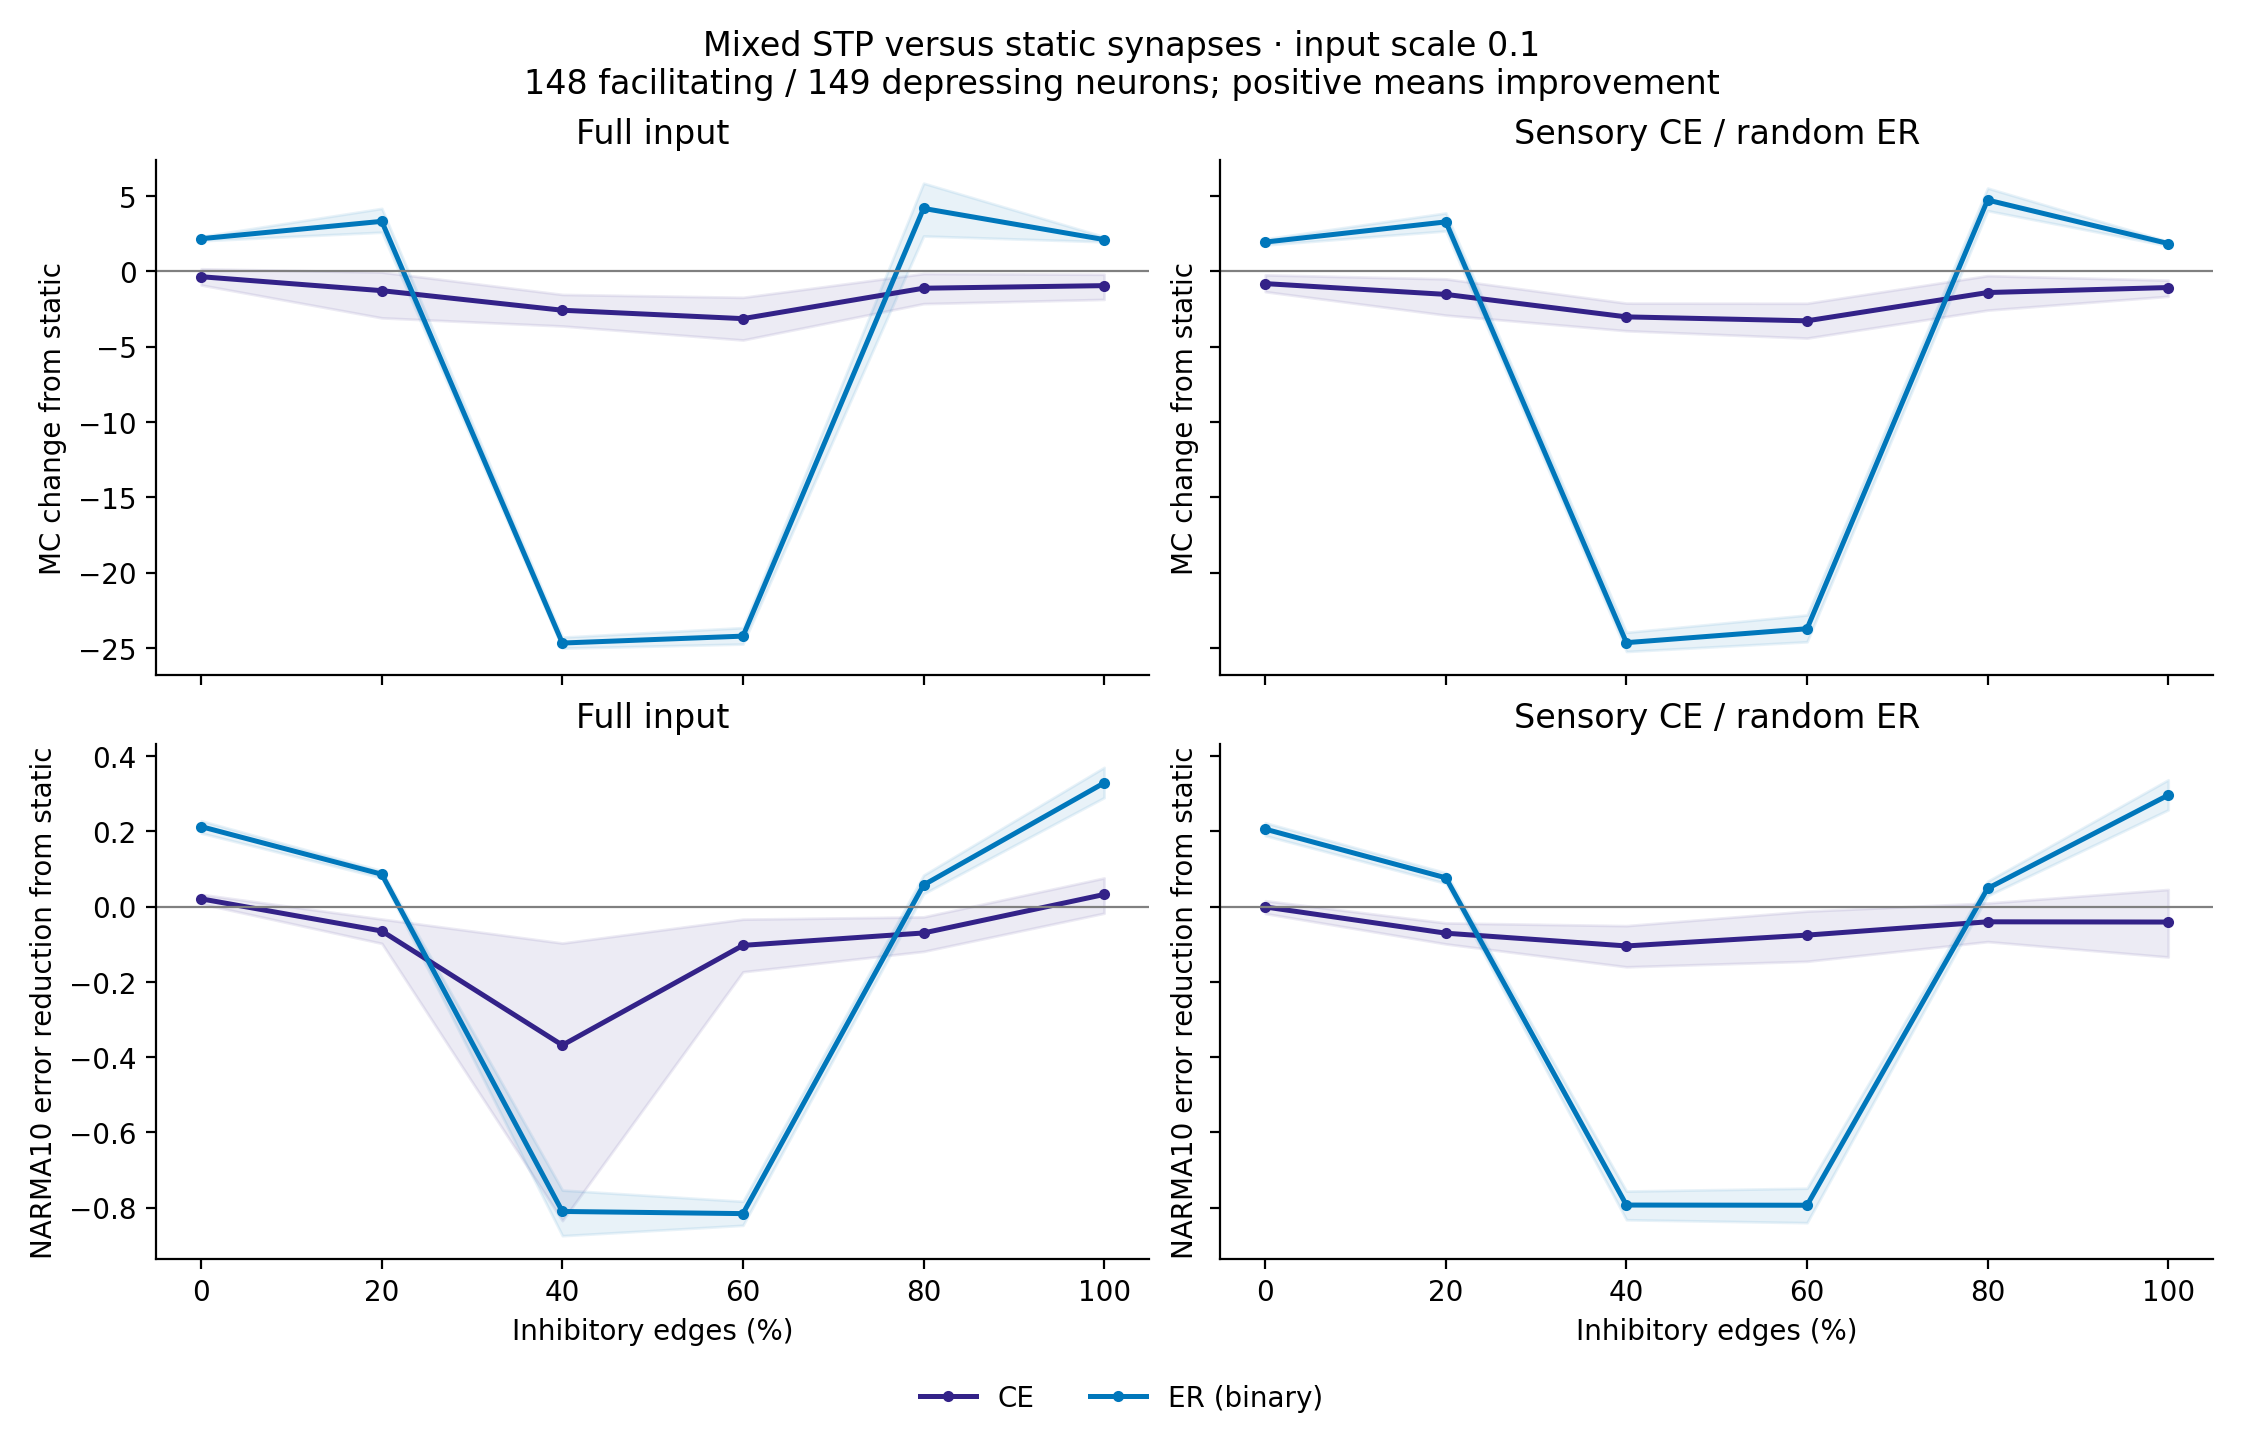 Mixed STP versus static synapses · input scale 0.1
148 facilitating / 149 depressing neurons; positive means improvement
Full input
MC change from static
5
0
−5
−10
−15
−20
−25
Sensory CE / random ER
MC change from static
Full input
NARMA10 error reduction from static
0.4
0.2
0.0
−0.2
−0.4
−0.6
−0.8
0 20 40 60 80 100
Inhibitory edges (%)
Sensory CE / random ER
NARMA10 error reduction from static
0 20 40 60 80 100
Inhibitory edges (%)
CE
ER (binary)